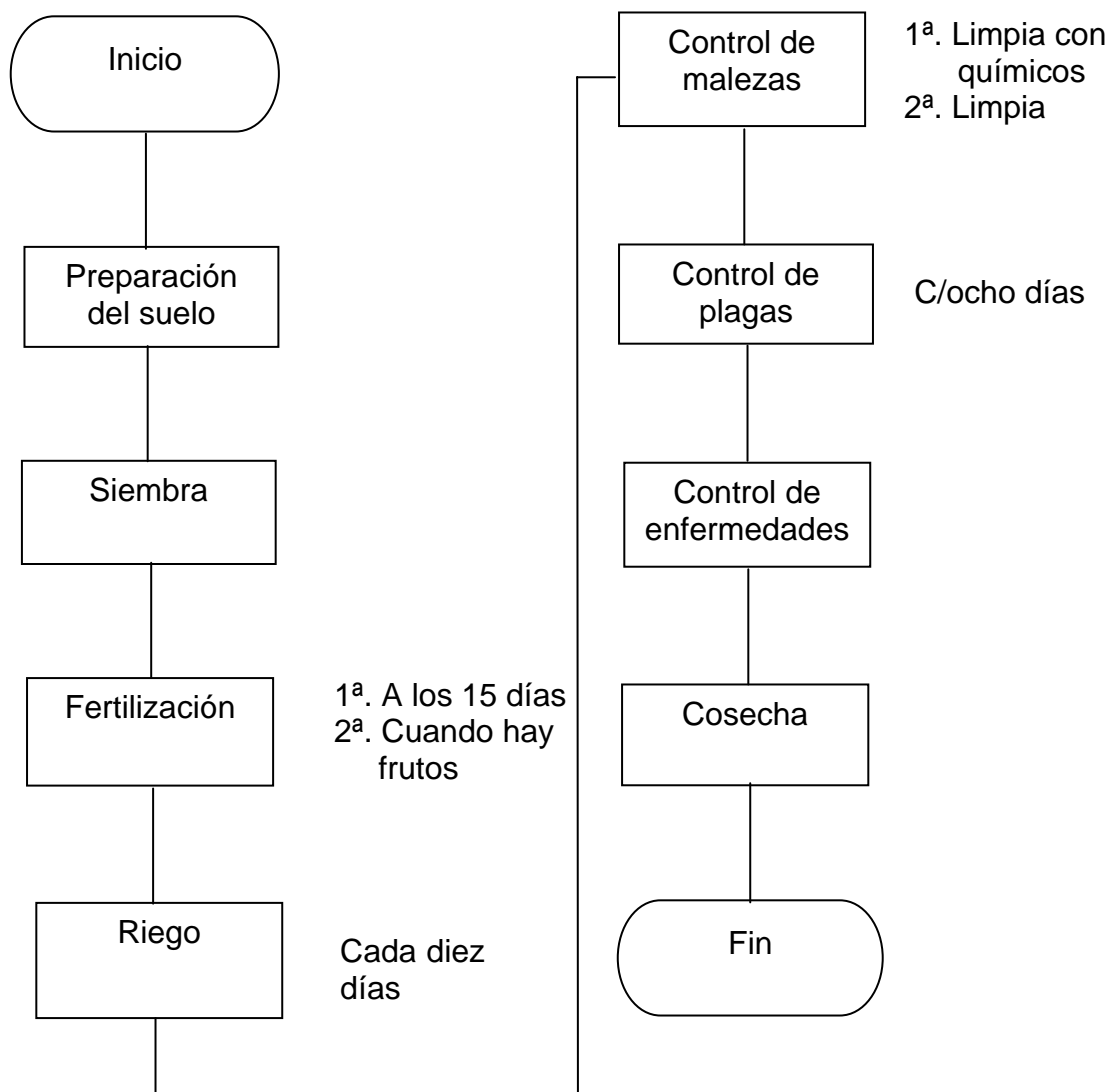 Inicio
Preparación
del suelo
Siembra
Fertilización
1ª. A los 15 días
2ª. Cuando hay
frutos
Riego
Cada diez
días
Control de
malezas
1ª. Limpia con
químicos
2ª. Limpia
Control de
plagas
C/ocho días
Control de
enfermedades
Cosecha
Fin